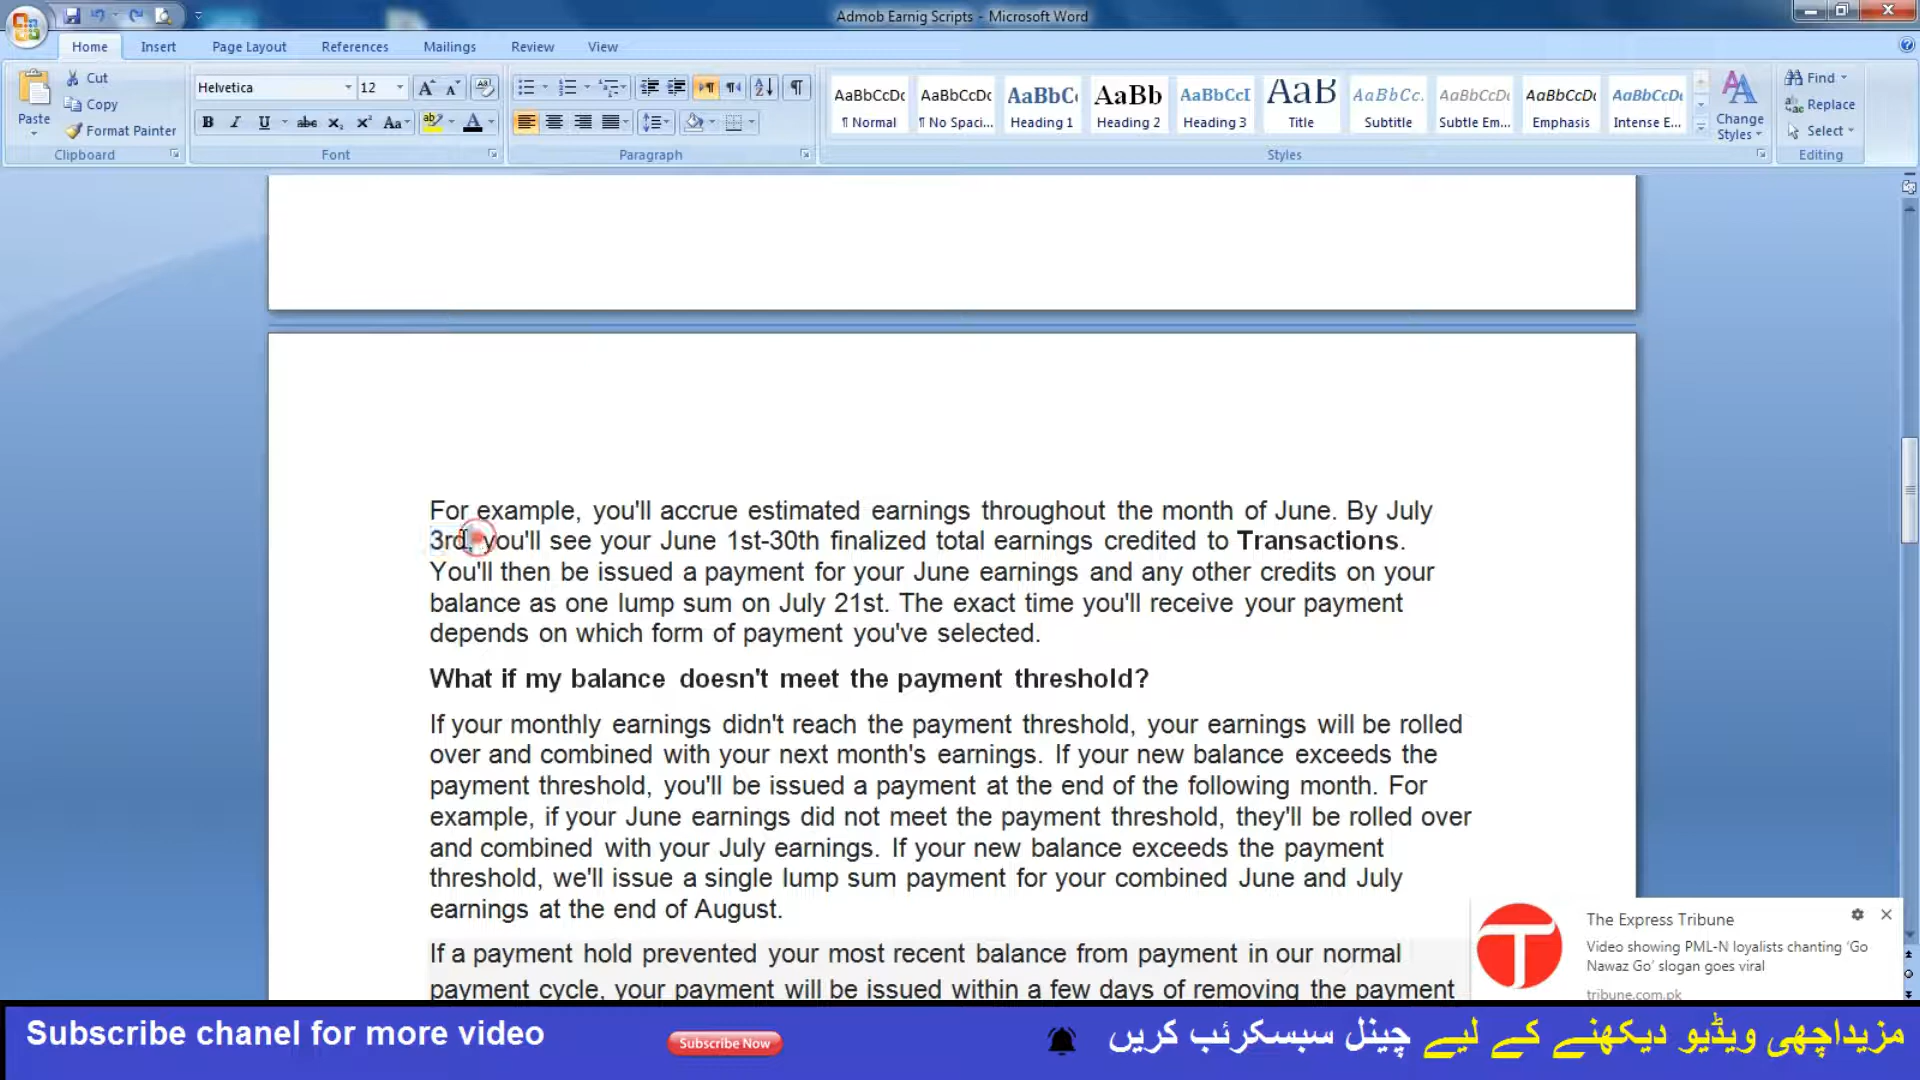 Admob Earnig Scripts - Microsoft Word
Home Insert Page Layout References Mailings Review View
Paste
Cut
Copy
Format Painter
Clipboard
Helvetica 12
B I U abc x₂ x² Aa
Font
Paragraph
AaBbCcDc AaBbCcDc AaBbC AaBb AaBbCcI AaB AaBbCc. AaBbCcDc AaBbCcDc AaBbCcDc
¶ Normal ¶ No Spaci... Heading 1 Heading 2 Heading 3 Title Subtitle Subtle Em... Emphasis Intense E...
Change Styles
Styles
Find
Replace
Select
Editing
For example, you'll accrue estimated earnings throughout the month of June. By July
3rd, you'll see your June 1st-30th finalized total earnings credited to Transactions.
You'll then be issued a payment for your June earnings and any other credits on your
balance as one lump sum on July 21st. The exact time you'll receive your payment
depends on which form of payment you've selected.
What if my balance doesn't meet the payment threshold?
If your monthly earnings didn't reach the payment threshold, your earnings will be rolled
over and combined with your next month's earnings. If your new balance exceeds the
payment threshold, you'll be issued a payment at the end of the following month. For
example, if your June earnings did not meet the payment threshold, they'll be rolled over
and combined with your July earnings. If your new balance exceeds the payment
threshold, we'll issue a single lump sum payment for your combined June and July
earnings at the end of August.
If a payment hold prevented your most recent balance from payment in our normal
payment cycle, your payment will be issued within a few days of removing the payment
The Express Tribune
Video showing PML-N loyalists chanting ‘Go
Nawaz Go’ slogan goes viral
tribune.com.pk
Subscribe chanel for more video
Subscribe Now
مزیداچھی ویڈیو دیکھنے کے لیے چینل سبسکرئب کریں